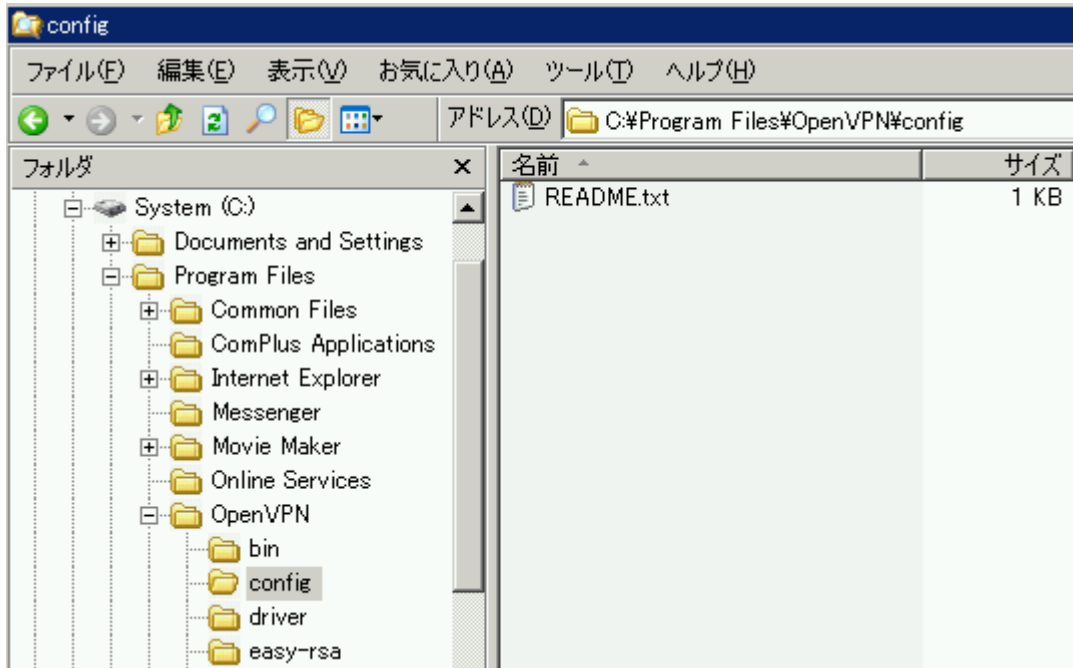 config
ファイル(F) 編集(E) 表示(V) お気に入り(A) ツール(T) ヘルプ(H)
アドレス(D) C:¥Program Files¥OpenVPN¥config
フォルダ
名前 サイズ
README.txt 1 KB
System (C:)
Documents and Settings
Program Files
Common Files
ComPlus Applications
Internet Explorer
Messenger
Movie Maker
Online Services
OpenVPN
bin
config
driver
easy-rsa